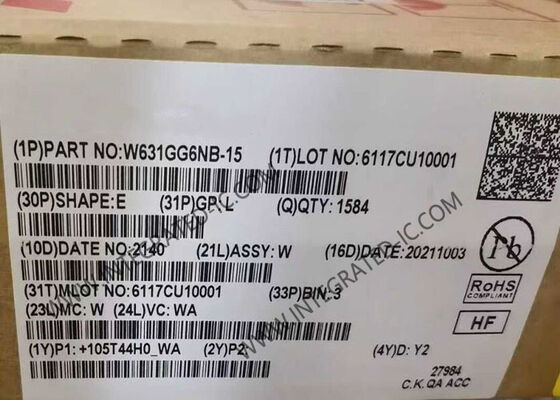 (1P)PART NO:W631GG6NB-15 (1T)LOT NO:6117CU10001
(30P)SHAPE:E (31P)GP:L (Q)QTY: 1584
(10D)DATE NO:2140 (21L)ASSY: W (16D)DATE:20211003
(31T)MLOT NO:6117CU10001 (33P)BIN: 3
(23L)MC: W (24L)VC: WA
(1Y)P1: +105T44H0_WA (2Y)P2: (4Y)D: Y2
Pb
RoHS
COMPLIANT
HF
27984
C.K. QA ACC
WWW.INTEGRATED-IC.COM